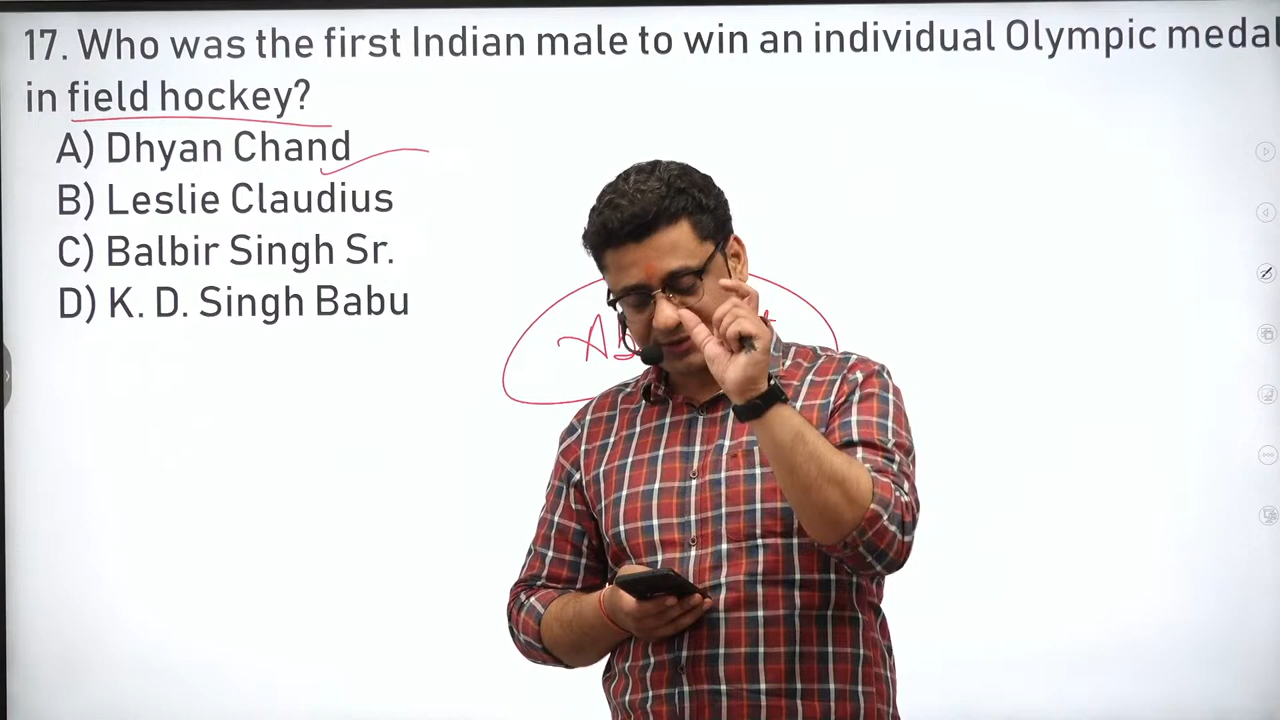 17. Who was the first Indian male to win an individual Olympic medal
in field hockey?
A) Dhyan Chand
B) Leslie Claudius
C) Balbir Singh Sr.
D) K. D. Singh Babu